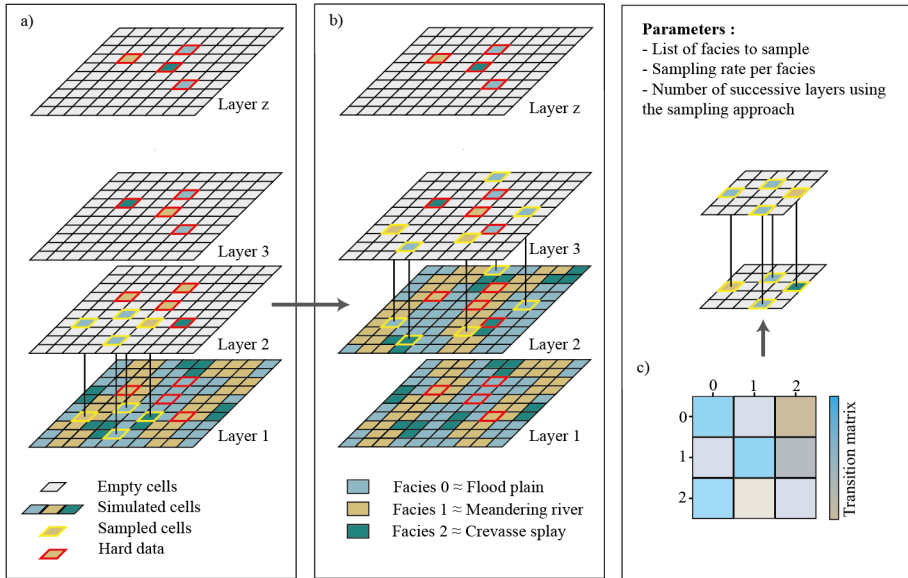 a)
Layer z
Layer 3
Layer 2
Layer 1
Empty cells
Simulated cells
Sampled cells
Hard data
b)
Layer z
Layer 3
Layer 2
Layer 1
Facies 0 ≈ Flood plain
Facies 1 ≈ Meandering river
Facies 2 ≈ Crevasse splay
Parameters :
- List of facies to sample
- Sampling rate per facies
- Number of successive layers using
the sampling approach
c)
0 1 2
0
1
2
Transition matrix